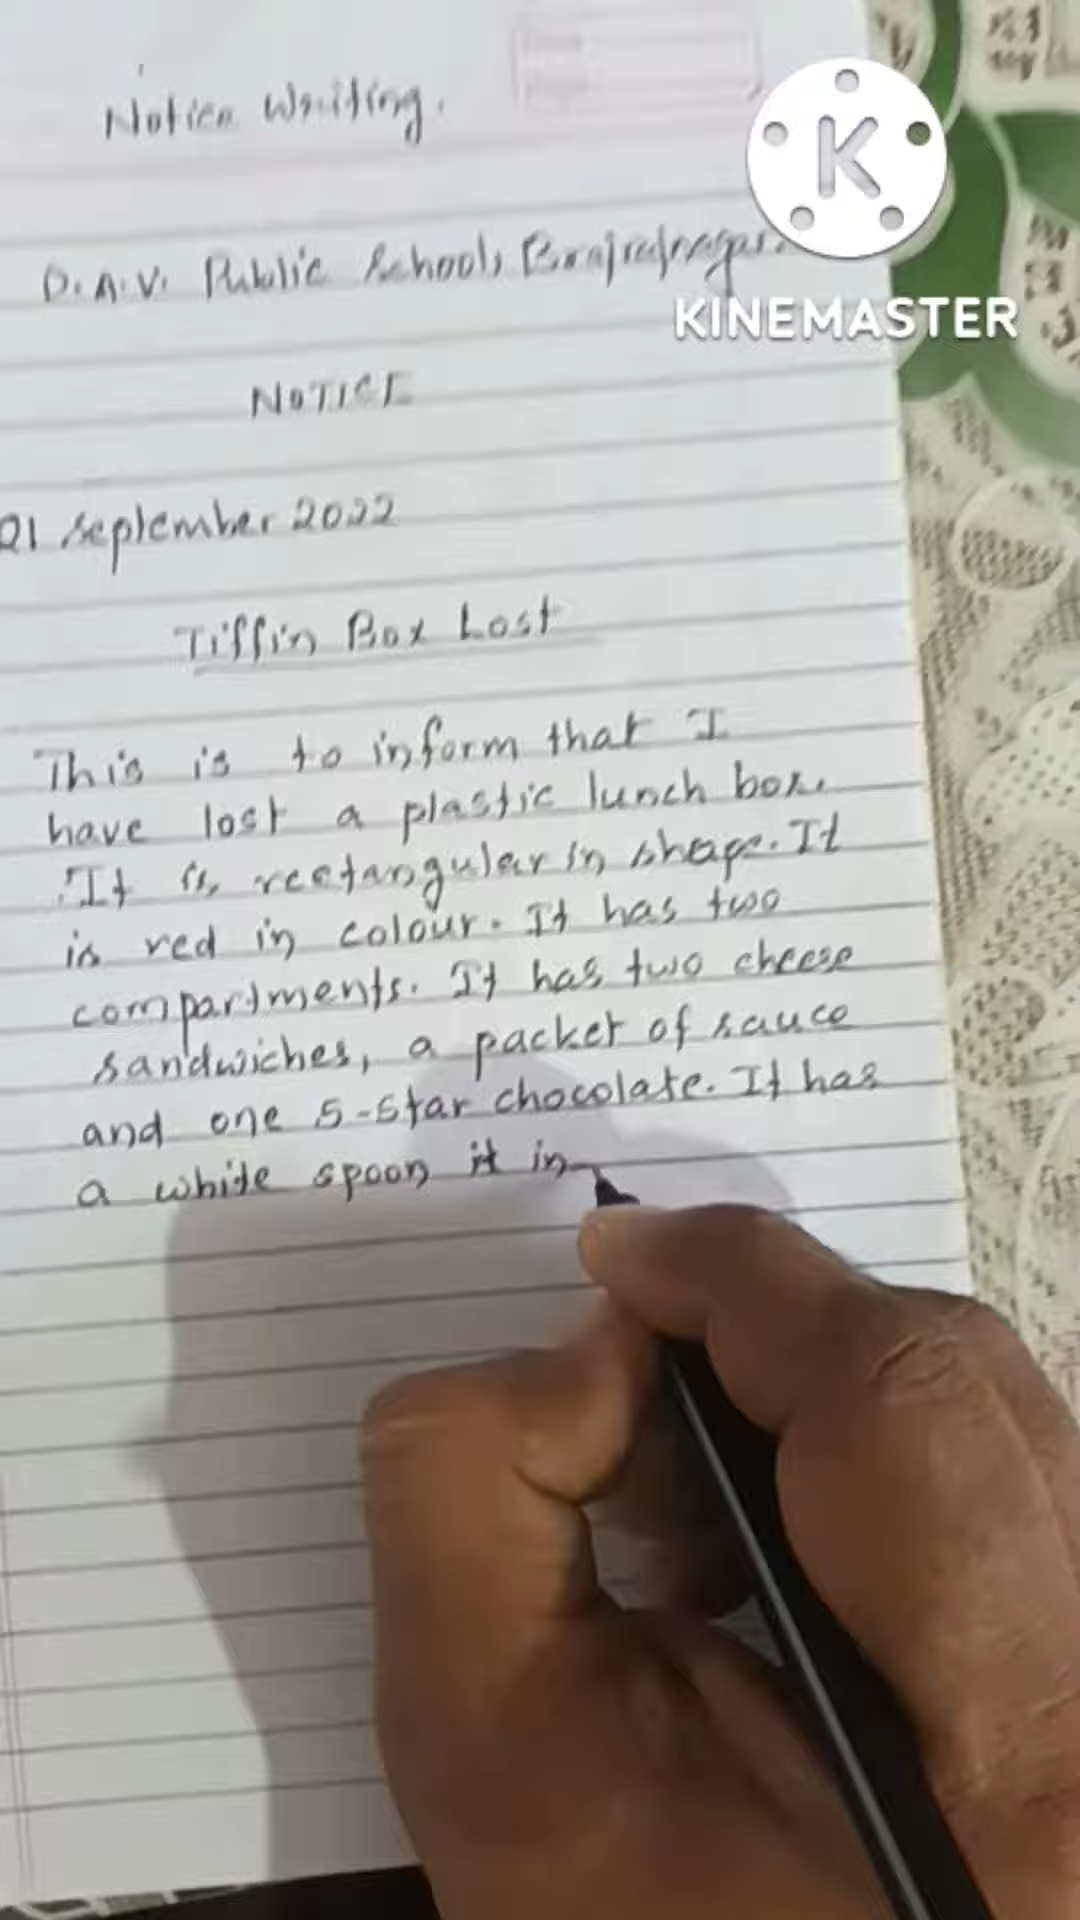 Notice Writing.
K
KINEMASTER
D.A.V. Public School, Brajrajnagar.
NOTICE
21 September 2022
Tiffin Box Lost
This is to inform that I
have lost a plastic lunch box.
It is rectangular in shape. It
is red in colour. It has two
compartments. It has two cheese
sandwiches, a packet of sauce
and one 5-Star chocolate. It has
a white spoon it in